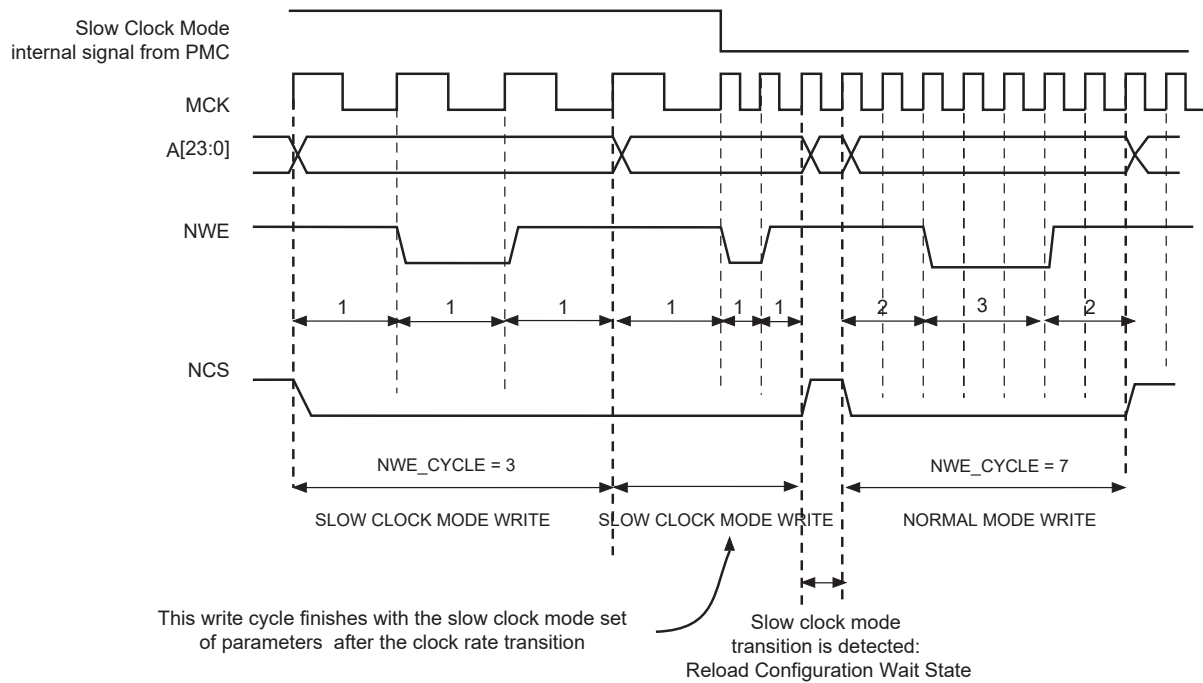 Slow Clock Mode
internal signal from PMC
MCK
A[23:0]
NWE
1 1 1 1 1 1 2 3 2
NCS
NWE_CYCLE = 3 NWE_CYCLE = 7
SLOW CLOCK MODE WRITE SLOW CLOCK MODE WRITE NORMAL MODE WRITE
This write cycle finishes with the slow clock mode set
of parameters after the clock rate transition
Slow clock mode
transition is detected:
Reload Configuration Wait State